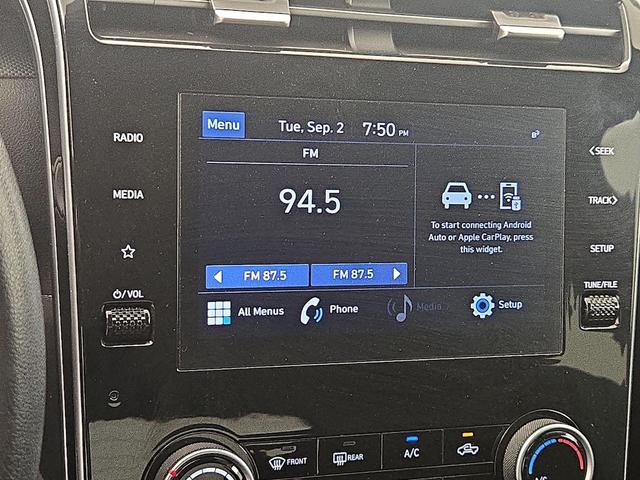 Menu
Tue, Sep. 2 7:50 PM
FM
94.5
FM 87.5
FM 87.5
To start connecting Android
Auto or Apple CarPlay, press
this widget.
All Menus
Phone
Media
Setup
RADIO
MEDIA
/VOL
SEEK
TRACK
SETUP
TUNE/FILE
FRONT
REAR
A/C
A/C